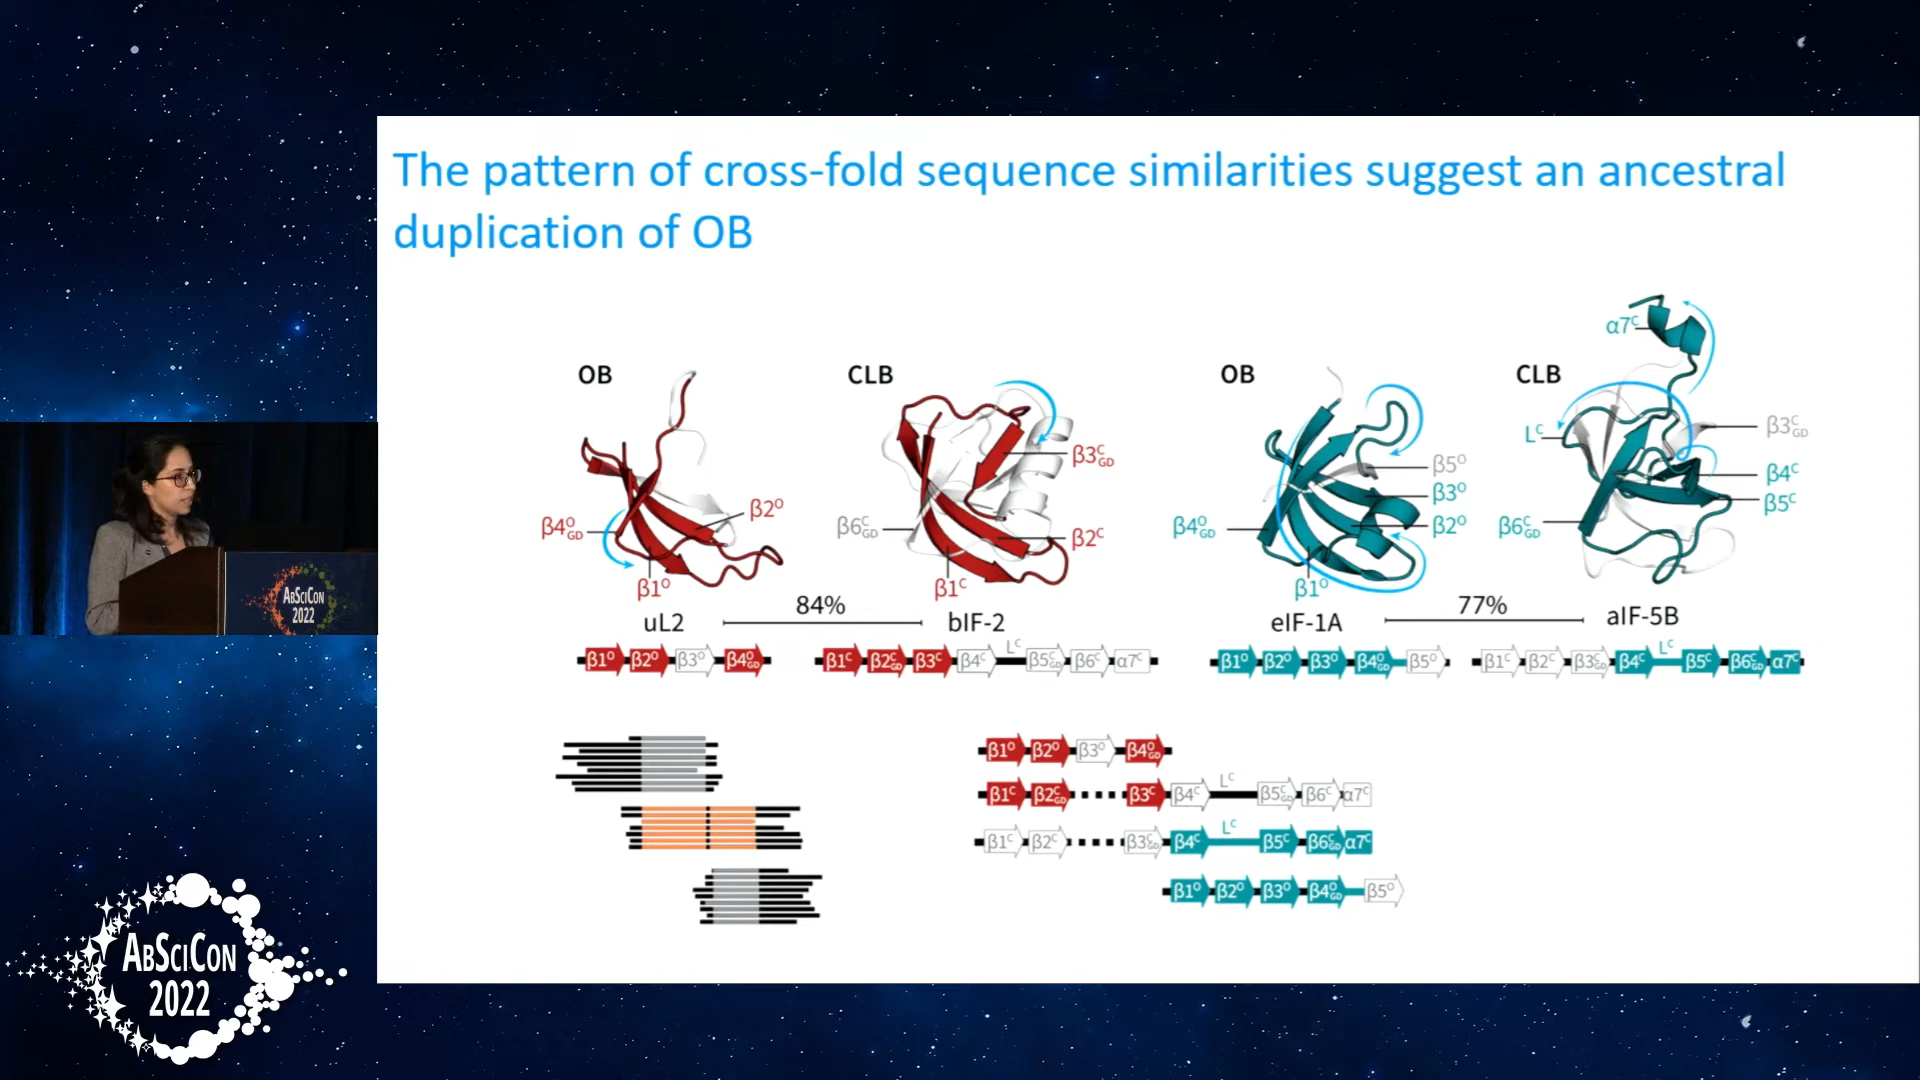 The pattern of cross-fold sequence similarities suggest an ancestral
duplication of OB
OB
CLB
OB
CLB
α7ᶜ
Lᶜ
β3ᶜGD
β4ᶜ
β5ᶜ
β6ᶜGD
β5ᴼ
β3ᴼ
β2ᴼ
β4ᴼGD
β1ᴼ
β3ᶜGD
β2ᶜ
β6ᶜGD
β1ᶜ
β2ᴼ
β4ᴼGD
β1ᴼ
uL2 84% bIF-2
eIF-1A 77% aIF-5B
β1ᴼ β2ᴼ β3ᴼ β4ᴼGD
β1ᶜ β2ᶜGD β3ᶜ β4ᶜ Lᶜ β5ᶜGD β6ᶜ α7ᶜ
β1ᴼ β2ᴼ β3ᴼ β4ᴼGD β5ᴼ
β1ᶜ β2ᶜ β3ᶜGD β4ᶜ Lᶜ β5ᶜ β6ᶜGD α7ᶜ
β1ᴼ β2ᴼ β3ᴼ β4ᴼGD
β1ᶜ β2ᶜGD β3ᶜ β4ᶜ Lᶜ β5ᶜGD β6ᶜ α7ᶜ
β1ᶜ β2ᶜ β3ᶜGD β4ᶜ Lᶜ β5ᶜ β6ᶜGD α7ᶜ
β1ᴼ β2ᴼ β3ᴼ β4ᴼGD β5ᴼ
ABSCICON
2022
ABSCICON
2022